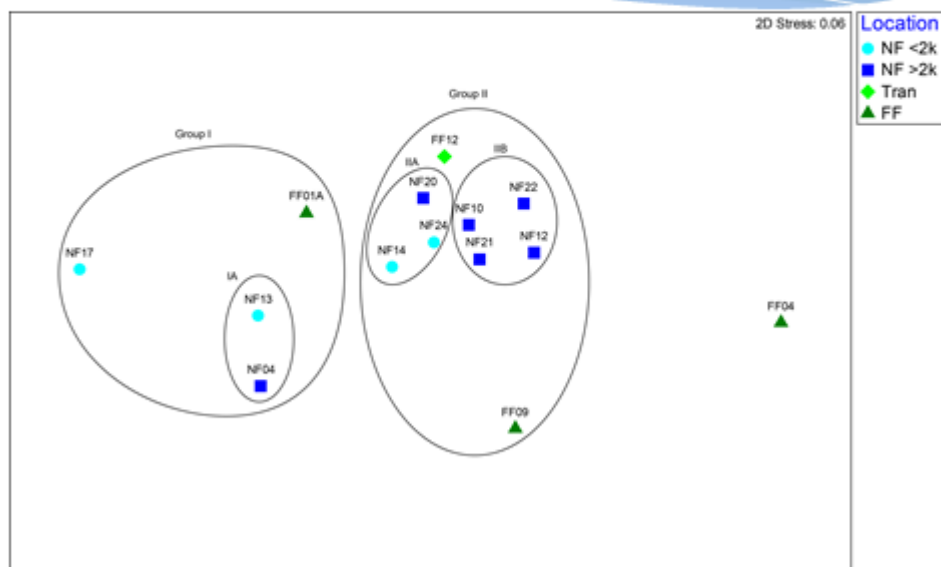 2D Stress: 0.06
Location
NF <2k
NF >2k
Tran
FF
Group II
Group I
FF12
IIA
IIB
NF20
NF22
FF01A
NF10
NF24
NF21
NF12
NF14
NF17
IA
NF13
FF04
NF04
FF09